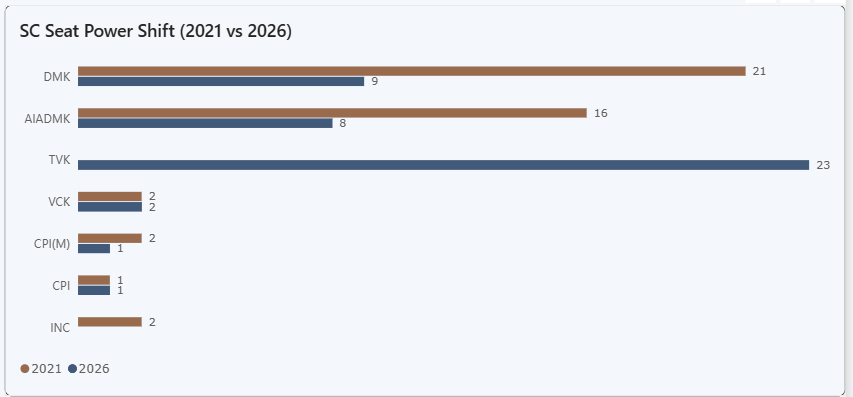 SC Seat Power Shift (2021 vs 2026)
DMK 21
9
AIADMK 16
8
TVK 23
VCK 2
2
CPI(M) 2
1
CPI 1
1
INC 2
2021 2026